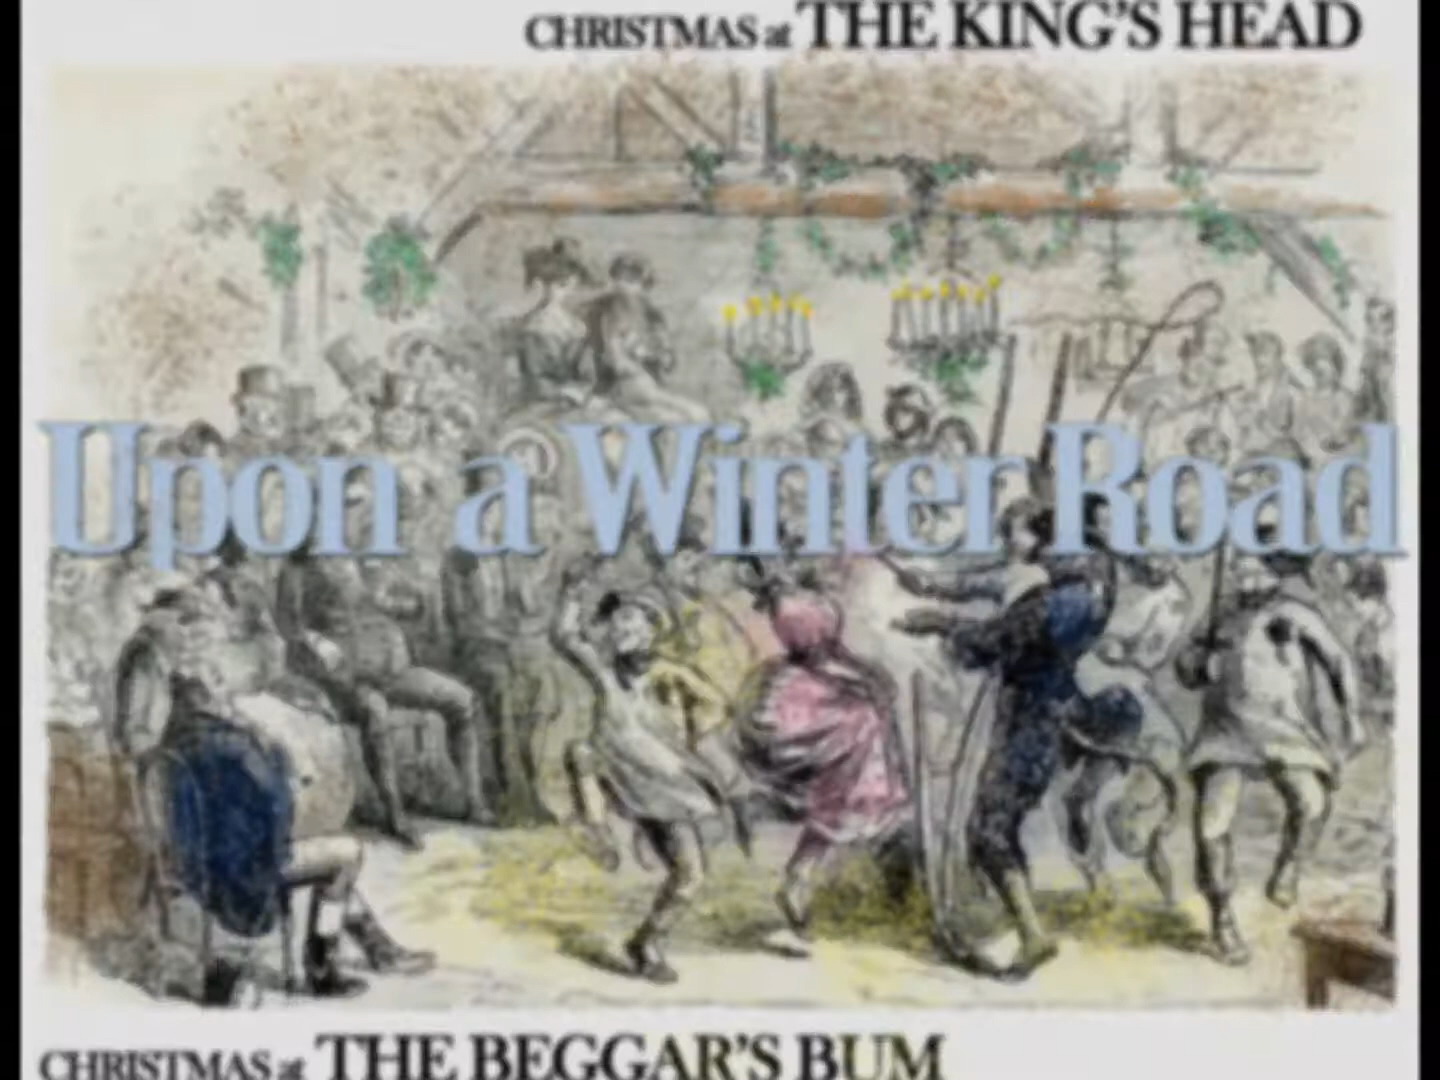 CHRISTMAS at THE KING'S HEAD
Upon a Winter Road
CHRISTMAS at THE BEGGAR'S BUM